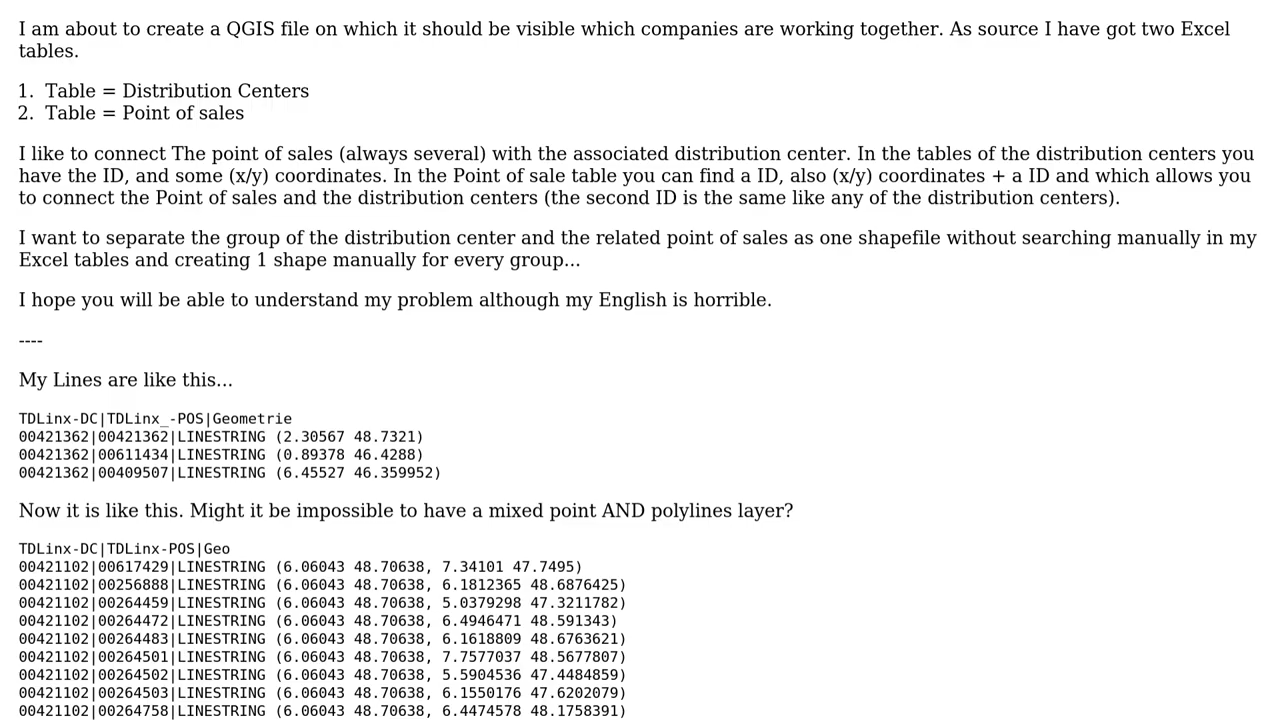 I am about to create a QGIS file on which it should be visible which companies are working together. As source I have got two Excel
tables.
1. Table = Distribution Centers
2. Table = Point of sales
I like to connect The point of sales (always several) with the associated distribution center. In the tables of the distribution centers you
have the ID, and some (x/y) coordinates. In the Point of sale table you can find a ID, also (x/y) coordinates + a ID and which allows you
to connect the Point of sales and the distribution centers (the second ID is the same like any of the distribution centers).
I want to separate the group of the distribution center and the related point of sales as one shapefile without searching manually in my
Excel tables and creating 1 shape manually for every group...
I hope you will be able to understand my problem although my English is horrible.
----
My Lines are like this...
TDLinx-DC|TDLinx_-POS|Geometrie
00421362|00421362|LINESTRING (2.30567 48.7321)
00421362|00611434|LINESTRING (0.89378 46.4288)
00421362|00409507|LINESTRING (6.45527 46.359952)
Now it is like this. Might it be impossible to have a mixed point AND polylines layer?
TDLinx-DC|TDLinx-POS|Geo
00421102|00617429|LINESTRING (6.06043 48.70638, 7.34101 47.7495)
00421102|00256888|LINESTRING (6.06043 48.70638, 6.1812365 48.6876425)
00421102|00264459|LINESTRING (6.06043 48.70638, 5.0379298 47.3211782)
00421102|00264472|LINESTRING (6.06043 48.70638, 6.4946471 48.591343)
00421102|00264483|LINESTRING (6.06043 48.70638, 6.1618809 48.6763621)
00421102|00264501|LINESTRING (6.06043 48.70638, 7.7577037 48.5677807)
00421102|00264502|LINESTRING (6.06043 48.70638, 5.5904536 47.4484859)
00421102|00264503|LINESTRING (6.06043 48.70638, 6.1550176 47.6202079)
00421102|00264758|LINESTRING (6.06043 48.70638, 6.4474578 48.1758391)